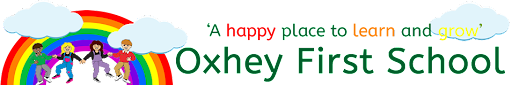 ‘A happy place to learn and grow’
Oxhey First School